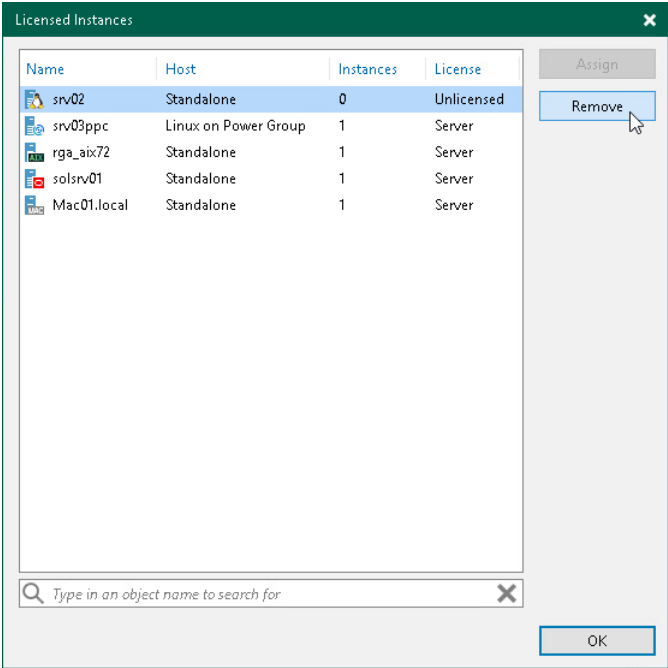 Licensed Instances
Name Host Instances License
srv02 Standalone 0 Unlicensed
srv03ppc Linux on Power Group 1 Server
AIX rga_aix72 Standalone 1 Server
solsrv01 Standalone 1 Server
MAC Mac01.local Standalone 1 Server
Assign
Remove
Type in an object name to search for
OK